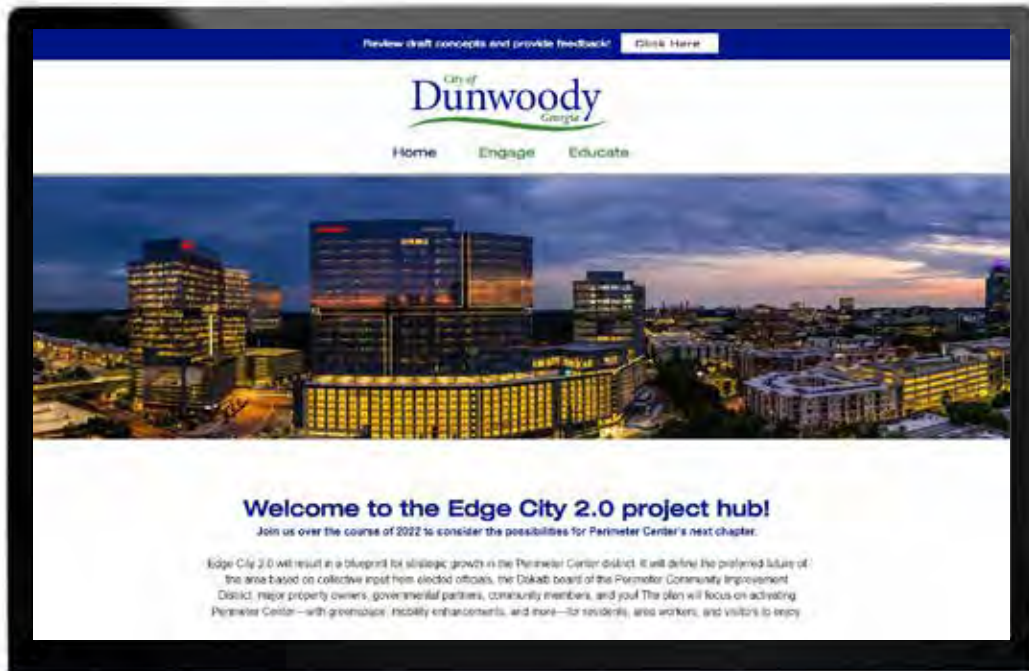 Review draft concepts and provide feedback! Click Here
City of
Dunwoody
Georgia
Home Engage Educate
Welcome to the Edge City 2.0 project hub!
Join us over the course of 2022 to consider the possibilities for Perimeter Center's next chapter.
Edge City 2.0 will result in a blueprint for strategic growth in the Perimeter Center district. It will define the preferred future of
the area based on collective input from elected officials, the Dekalb board of the Perimeter Community Improvement
District, major property owners, governmental partners, community members, and you! The plan will focus on activating
Perimeter Center—with greenspace, mobility enhancements, and more—for residents, area workers, and visitors to enjoy.